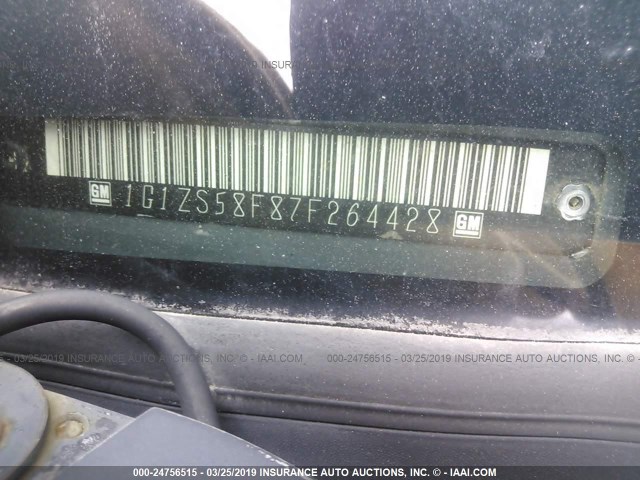 GM 1G1ZS58F87F264428 GM
000-24756515 - 03/25/2019 INSURANCE AUTO AUCTIONS, INC. - © IAAI.COM
000-24756515 - 03/25/2019 INSURANCE AUTO AUCTIONS, INC.
000-24756515 - 03/25/2019 INSURANCE AUTO AUCTIONS, INC. - © IAAI.COM